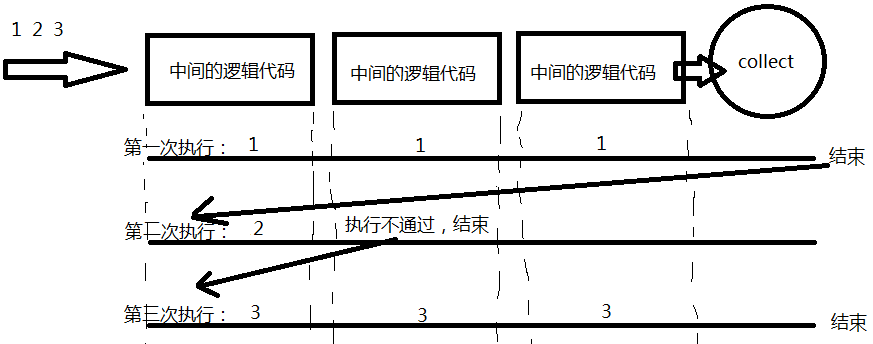 1 2 3
中间的逻辑代码
中间的逻辑代码
中间的逻辑代码
collect
第一次执行： 1 1 1 结束
第二次执行： 2 执行不通过，结束
第三次执行： 3 3 3 结束